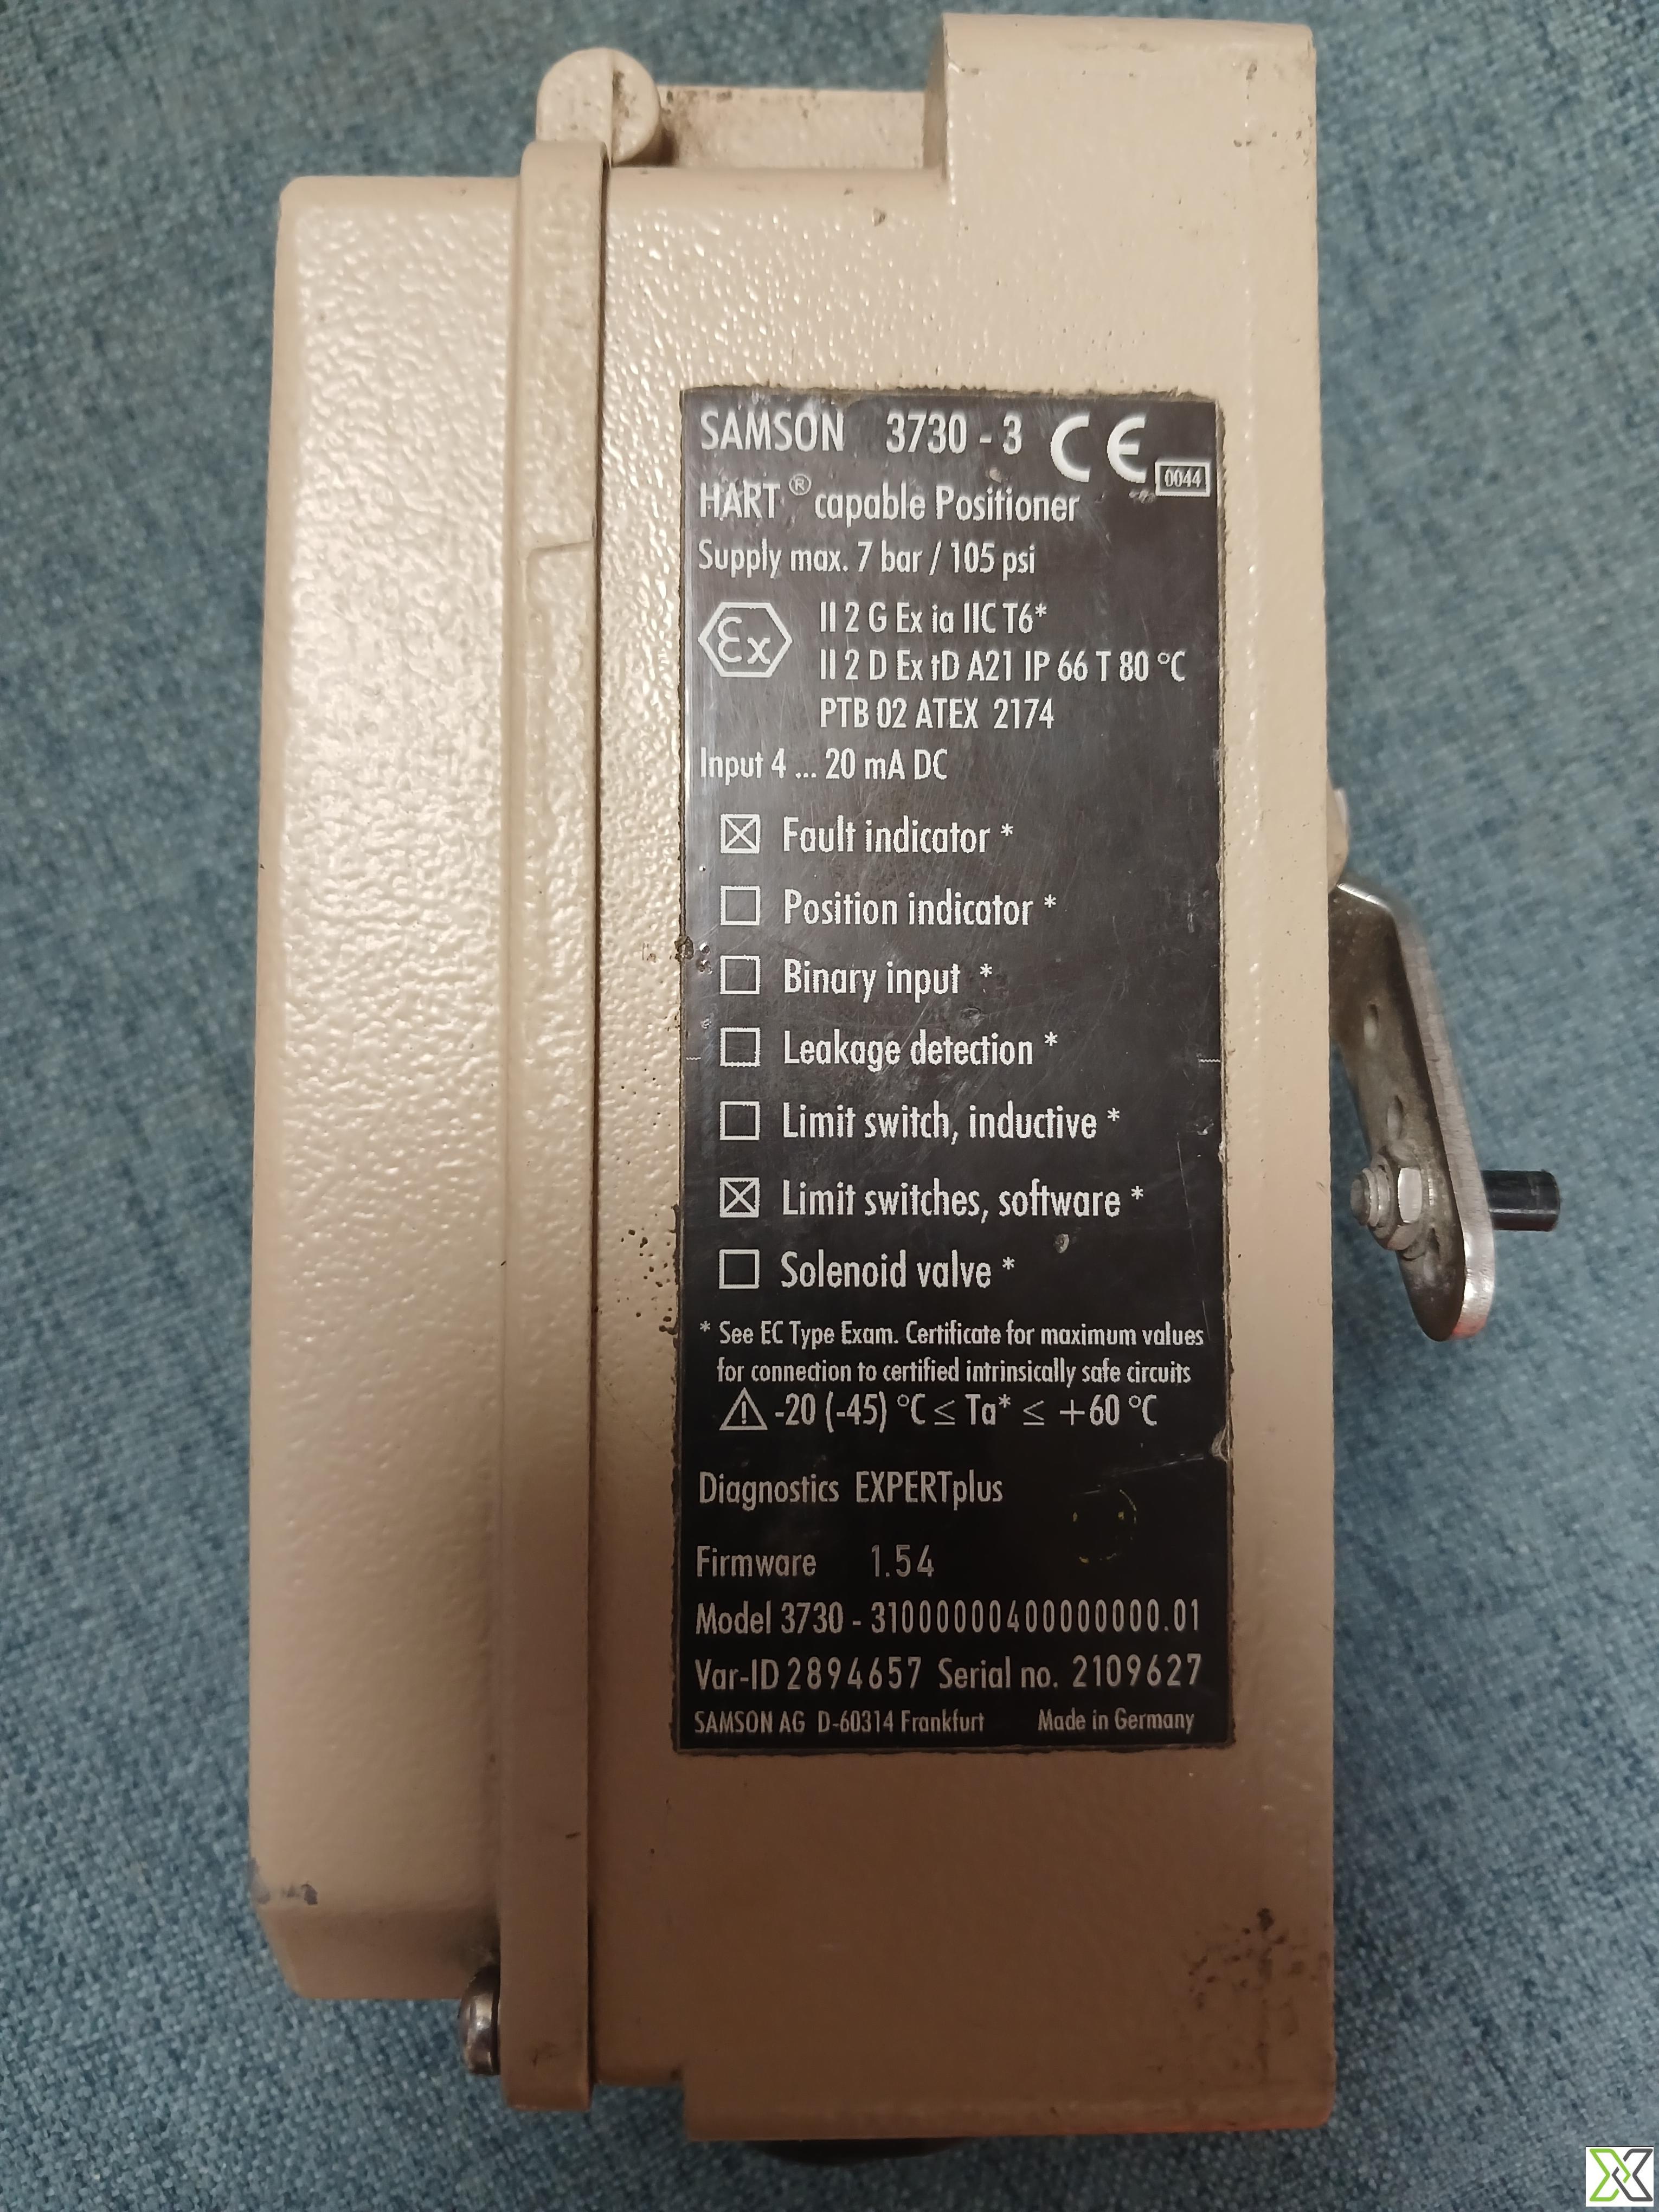 SAMSON 3730 - 3 CE 0044
HART® capable Positioner
Supply max. 7 bar / 105 psi
Ex II 2 G Ex ia IIC T6*
II 2 D Ex tD A21 IP 66 T 80 °C
PTB 02 ATEX 2174
Input 4 ... 20 mA DC
☒ Fault indicator *
☐ Position indicator *
☐ Binary input *
☐ Leakage detection *
☐ Limit switch, inductive *
☒ Limit switches, software *
☐ Solenoid valve *
* See EC Type Exam. Certificate for maximum values
for connection to certified intrinsically safe circuits
⚠ -20 (-45) °C ≤ Ta* ≤ +60 °C
Diagnostics EXPERTplus
Firmware 1.54
Model 3730 - 31000000400000000.01
Var-ID 2894657 Serial no. 2109627
SAMSON AG D-60314 Frankfurt Made in Germany